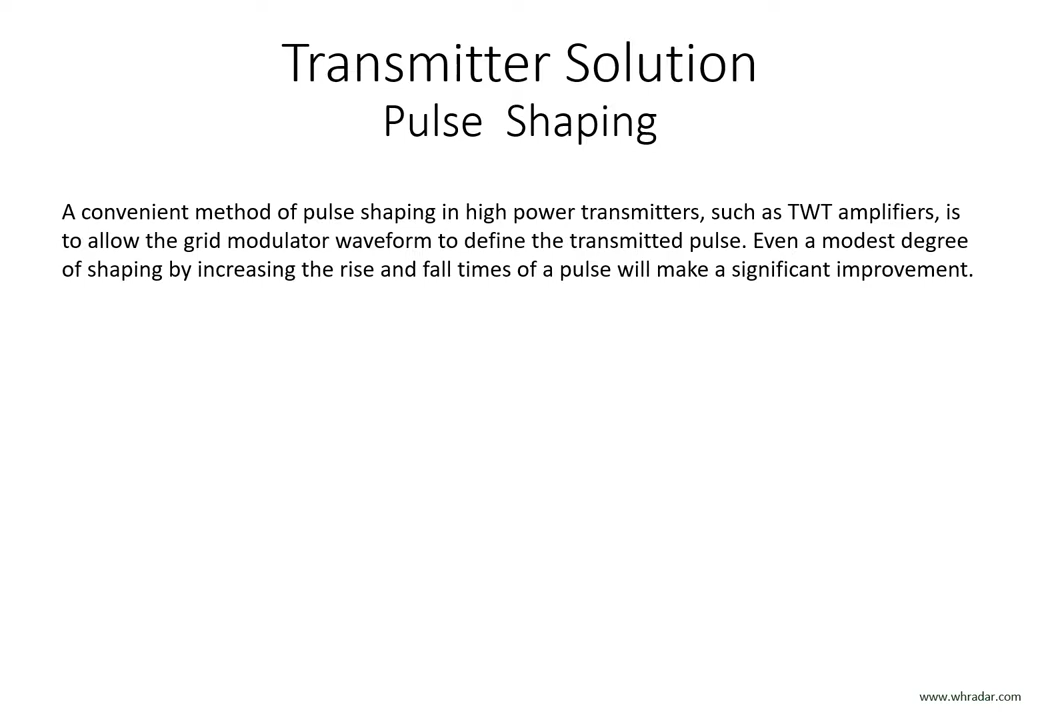 Transmitter Solution
Pulse Shaping
A convenient method of pulse shaping in high power transmitters, such as TWT amplifiers, is
to allow the grid modulator waveform to define the transmitted pulse. Even a modest degree
of shaping by increasing the rise and fall times of a pulse will make a significant improvement.
www.whradar.com